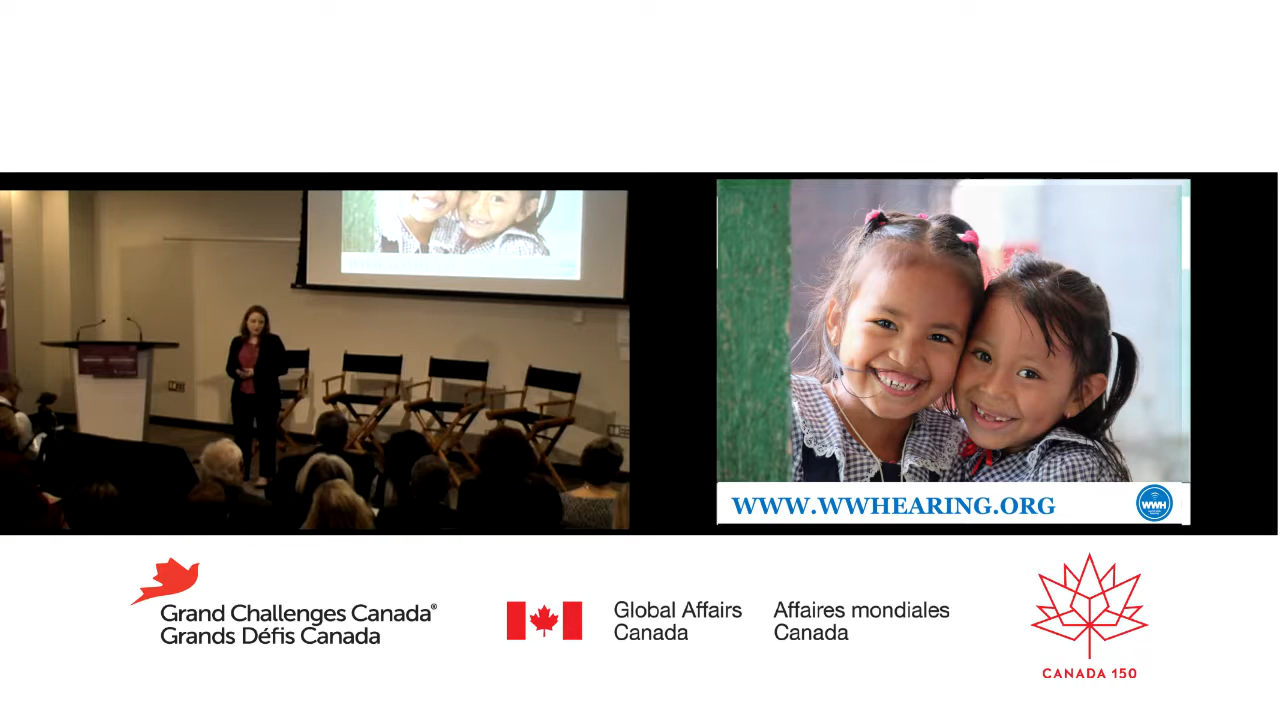 WWW.WWHEARING.ORG
WWH
Grand Challenges Canada®
Grands Défis Canada
Global Affairs
Canada
Affaires mondiales
Canada
CANADA 150